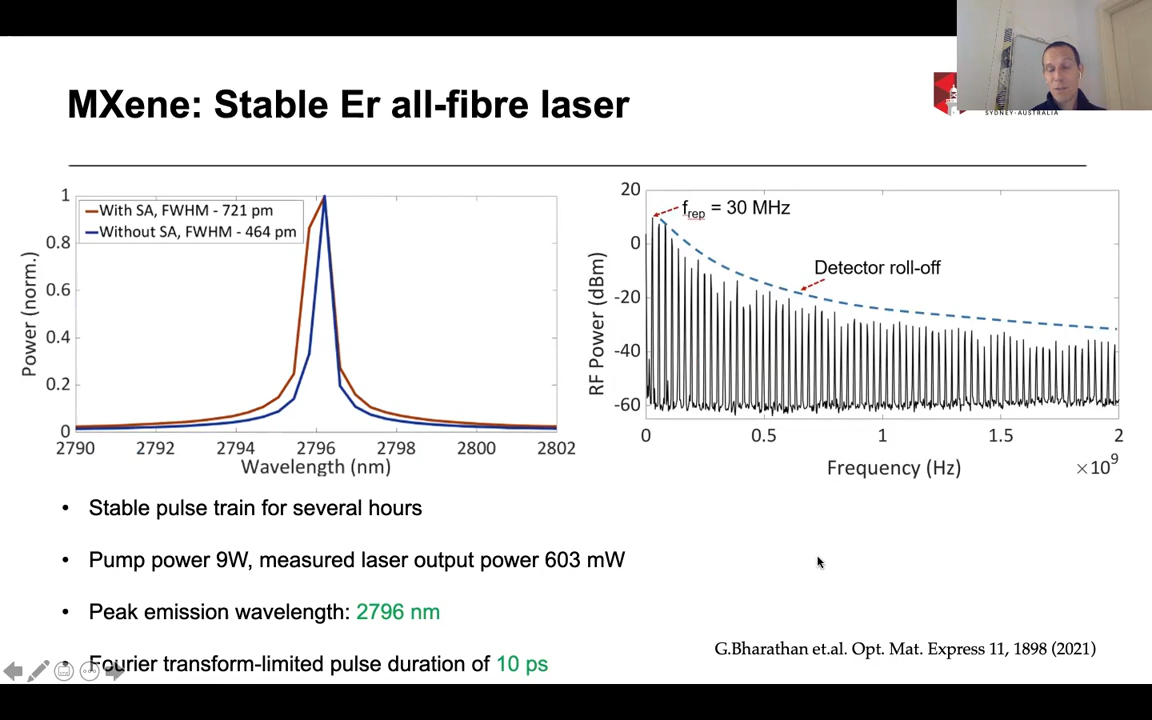 MXene: Stable Er all-fibre laser
SYDNEY·AUSTRALIA
1
0.8
0.6
0.4
0.2
0
Power (norm.)
With SA, FWHM - 721 pm
Without SA, FWHM - 464 pm
2790 2792 2794 2796 2798 2800 2802
Wavelength (nm)
20
0
-20
-40
-60
RF Power (dBm)
frep = 30 MHz
Detector roll-off
0 0.5 1 1.5 2
Frequency (Hz)
×10⁹
• Stable pulse train for several hours
• Pump power 9W, measured laser output power 603 mW
• Peak emission wavelength: 2796 nm
• Fourier transform-limited pulse duration of 10 ps
G.Bharathan et.al. Opt. Mat. Express 11, 1898 (2021)